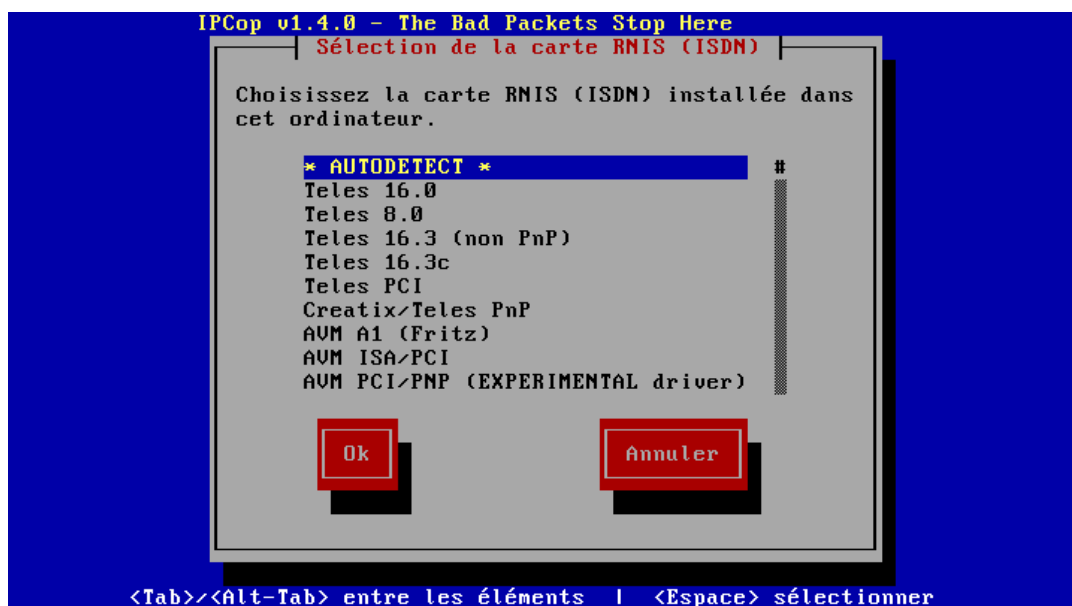 IPCop v1.4.0 - The Bad Packets Stop Here
Sélection de la carte RNIS (ISDN)
Choisissez la carte RNIS (ISDN) installée dans
cet ordinateur.
* AUTODETECT * #
Teles 16.0
Teles 8.0
Teles 16.3 (non PnP)
Teles 16.3c
Teles PCI
Creatix/Teles PnP
AVM A1 (Fritz)
AVM ISA/PCI
AVM PCI/PNP (EXPERIMENTAL driver)
Ok Annuler
<Tab>/<Alt-Tab> entre les éléments | <Espace> sélectionner